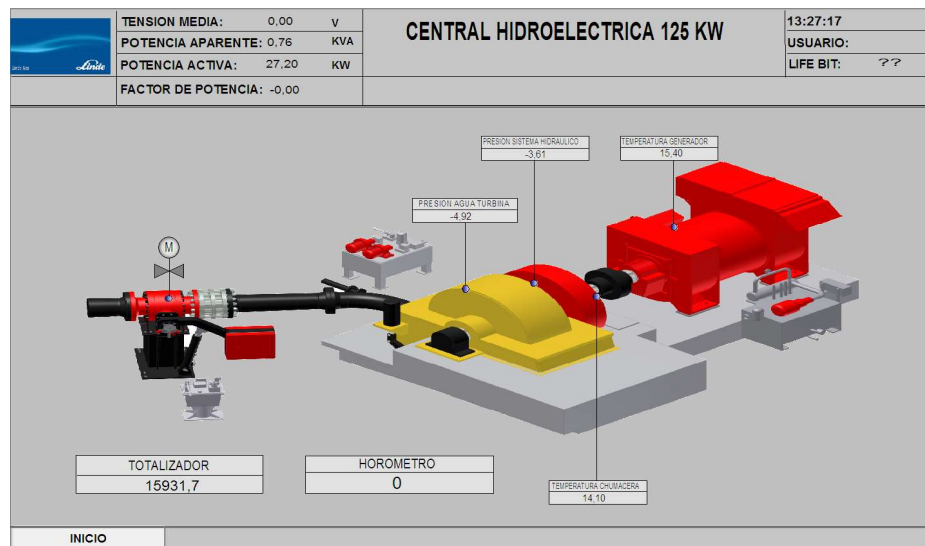 TENSION MEDIA: 0,00 V
POTENCIA APARENTE: 0,76 KVA
POTENCIA ACTIVA: 27,20 KW
FACTOR DE POTENCIA: -0,00
Linde
CENTRAL HIDROELECTRICA 125 KW
13:27:17
USUARIO:
LIFE BIT: ??
PRESION SISTEMA HIDRAULICO
-3,61
TEMPERATURA GENERADOR
15,40
PRESION AGUA TURBINA
-4,92
M
TOTALIZADOR
15931,7
HOROMETRO
0
TEMPERATURA CHUMACERA
14,10
INICIO